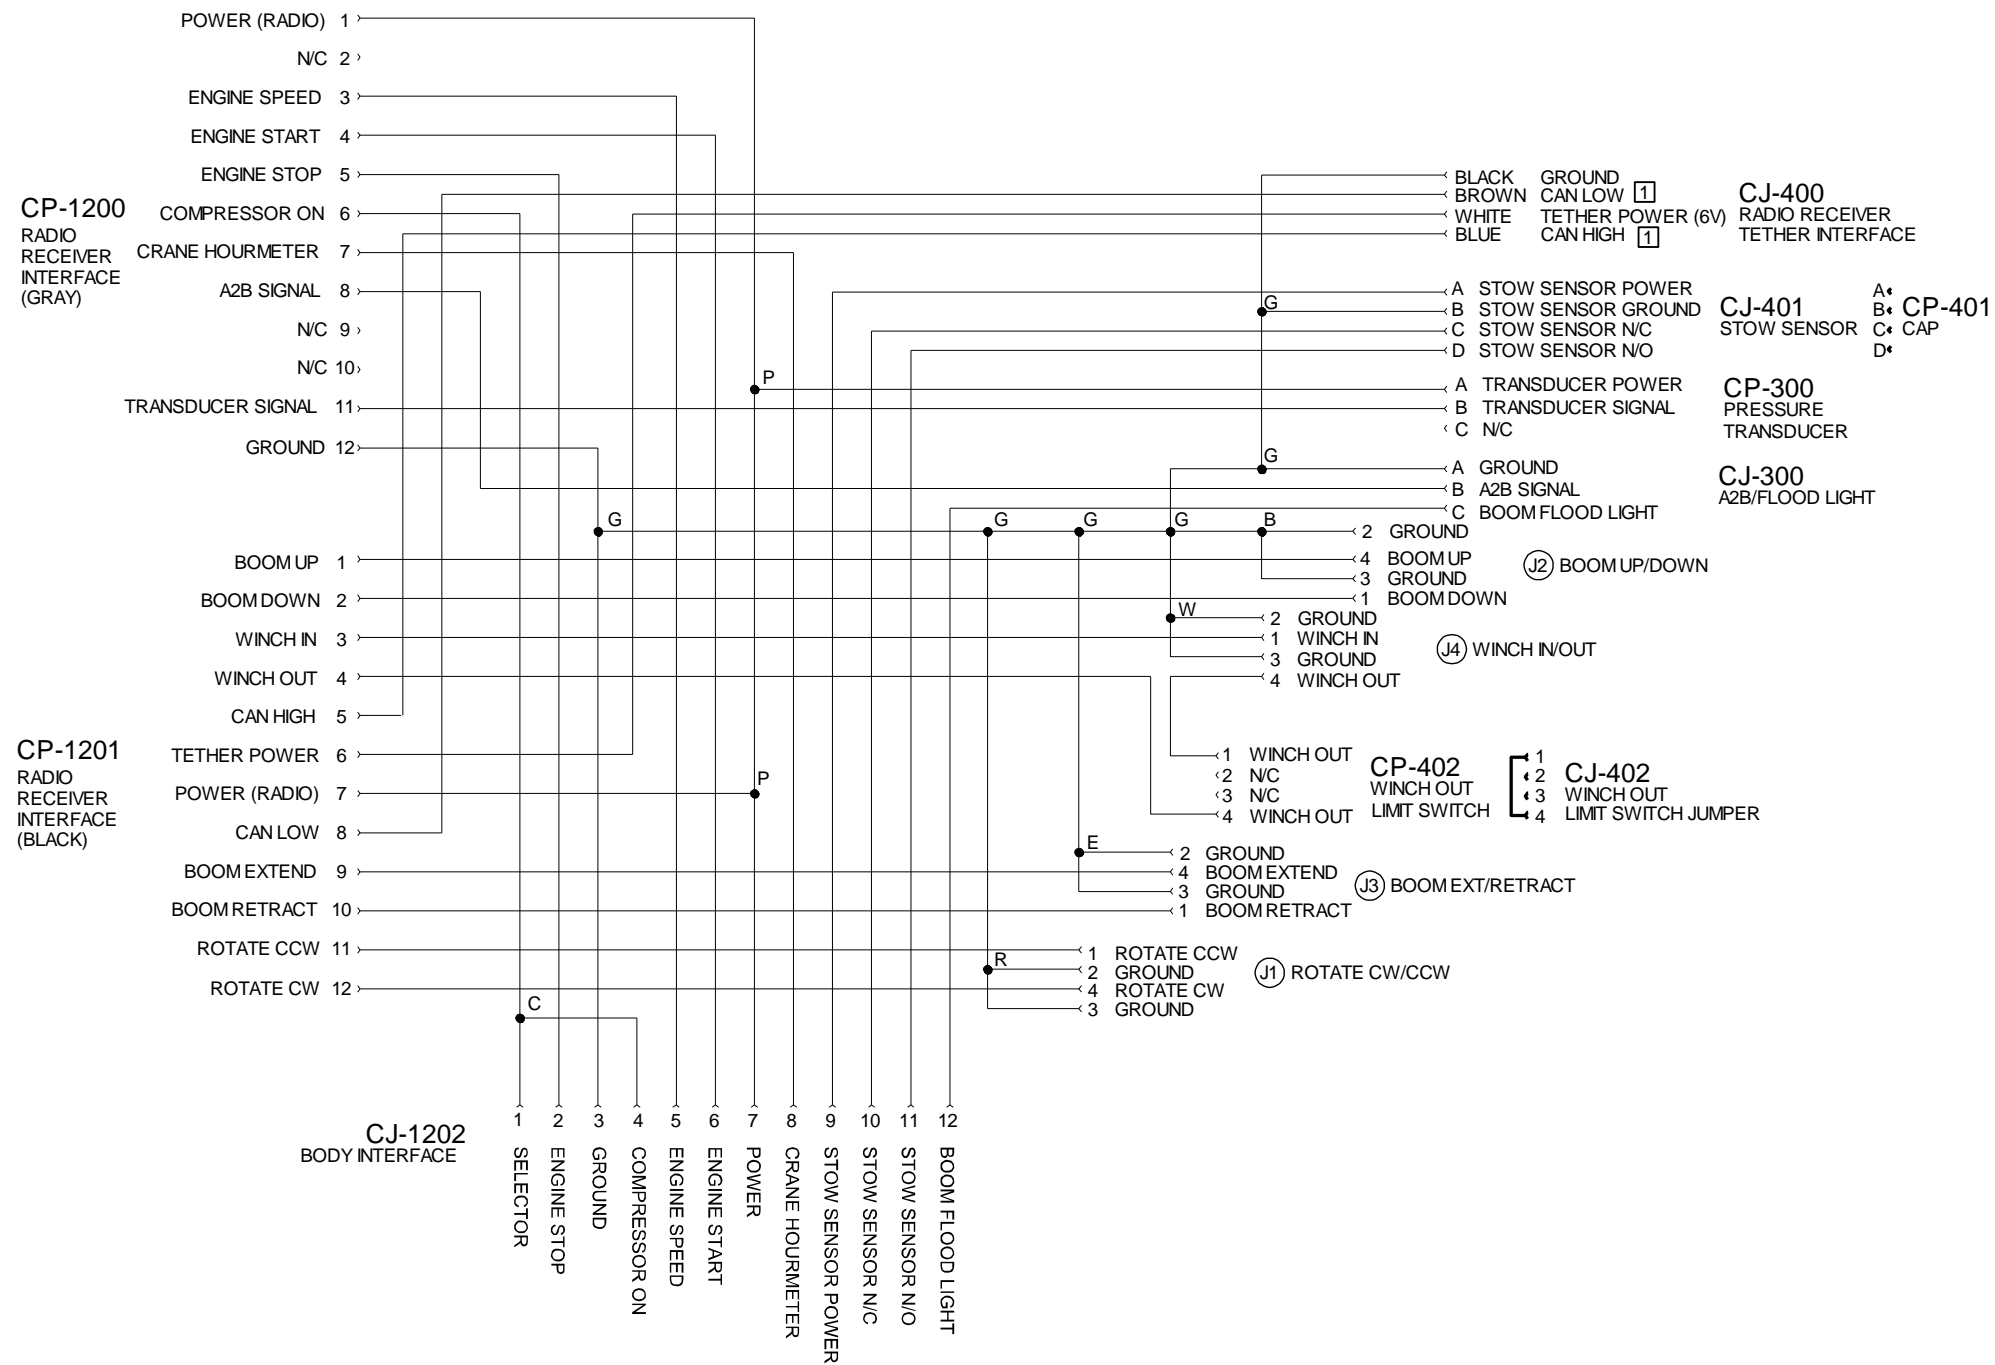 POWER (RADIO) 1
N/C 2
ENGINE SPEED 3
ENGINE START 4
ENGINE STOP 5
COMPRESSOR ON 6
CRANE HOURMETER 7
A2B SIGNAL 8
N/C 9
N/C 10
TRANSDUCER SIGNAL 11
GROUND 12
CP-1200
RADIO
RECEIVER
INTERFACE
(GRAY)
BOOM UP 1
BOOM DOWN 2
WINCH IN 3
WINCH OUT 4
CAN HIGH 5
TETHER POWER 6
POWER (RADIO) 7
CAN LOW 8
BOOM EXTEND 9
BOOM RETRACT 10
ROTATE CCW 11
ROTATE CW 12
CP-1201
RADIO
RECEIVER
INTERFACE
(BLACK)
P
G
P
C
G
G
G
G
G
B
W
E
R
BLACK GROUND
BROWN CAN LOW 1
WHITE TETHER POWER (6V)
BLUE CAN HIGH 1
CJ-400
RADIO RECEIVER
TETHER INTERFACE
A STOW SENSOR POWER
B STOW SENSOR GROUND
C STOW SENSOR N/C
D STOW SENSOR N/O
CJ-401
STOW SENSOR
A
B
C
D
CP-401
CAP
A TRANSDUCER POWER
B TRANSDUCER SIGNAL
C N/C
CP-300
PRESSURE
TRANSDUCER
A GROUND
B A2B SIGNAL
C BOOM FLOOD LIGHT
CJ-300
A2B/FLOOD LIGHT
2 GROUND
4 BOOM UP
3 GROUND
1 BOOM DOWN
J2 BOOM UP/DOWN
2 GROUND
1 WINCH IN
3 GROUND
4 WINCH OUT
J4 WINCH IN/OUT
1 WINCH OUT
2 N/C
3 N/C
4 WINCH OUT
CP-402
WINCH OUT
LIMIT SWITCH
1
2
3
4
CJ-402
WINCH OUT
LIMIT SWITCH JUMPER
2 GROUND
4 BOOM EXTEND
3 GROUND
1 BOOM RETRACT
J3 BOOM EXT/RETRACT
1 ROTATE CCW
2 GROUND
4 ROTATE CW
3 GROUND
J1 ROTATE CW/CCW
CJ-1202
BODY INTERFACE
1 SELECTOR
2 ENGINE STOP
3 GROUND
4 COMPRESSOR ON
5 ENGINE SPEED
6 ENGINE START
7 POWER
8 CRANE HOURMETER
9 STOW SENSOR POWER
10 STOW SENSOR N/C
11 STOW SENSOR N/O
12 BOOM FLOOD LIGHT